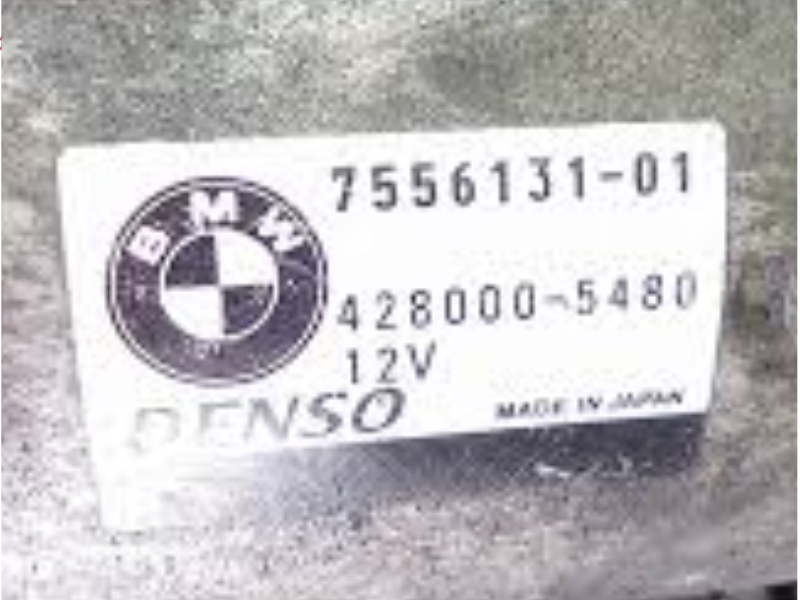 BMW
7556131-01
428000-5480
12V
DENSO
MADE IN JAPAN